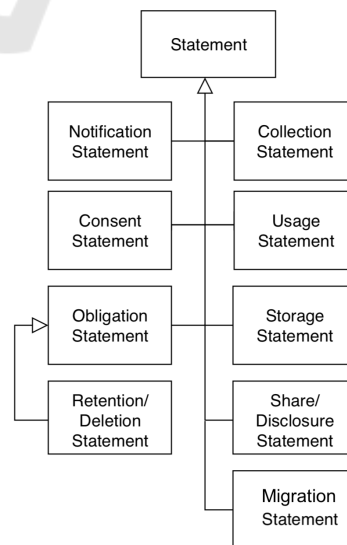 Statement
Notification
Statement
Collection
Statement
Consent
Statement
Usage
Statement
Obligation
Statement
Storage
Statement
Retention/
Deletion
Statement
Share/
Disclosure
Statement
Migration
Statement